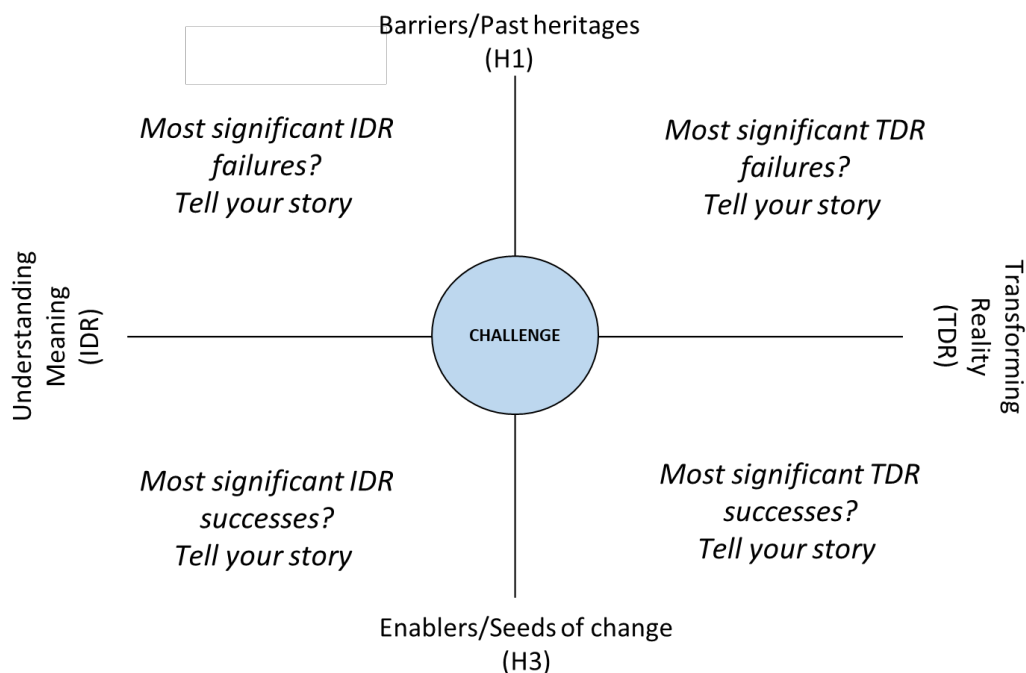 Barriers/Past heritages
(H1)
Most significant IDR
failures?
Tell your story
Most significant TDR
failures?
Tell your story
Understanding
Meaning
(IDR)
CHALLENGE
Transforming
Reality
(TDR)
Most significant IDR
successes?
Tell your story
Most significant TDR
successes?
Tell your story
Enablers/Seeds of change
(H3)